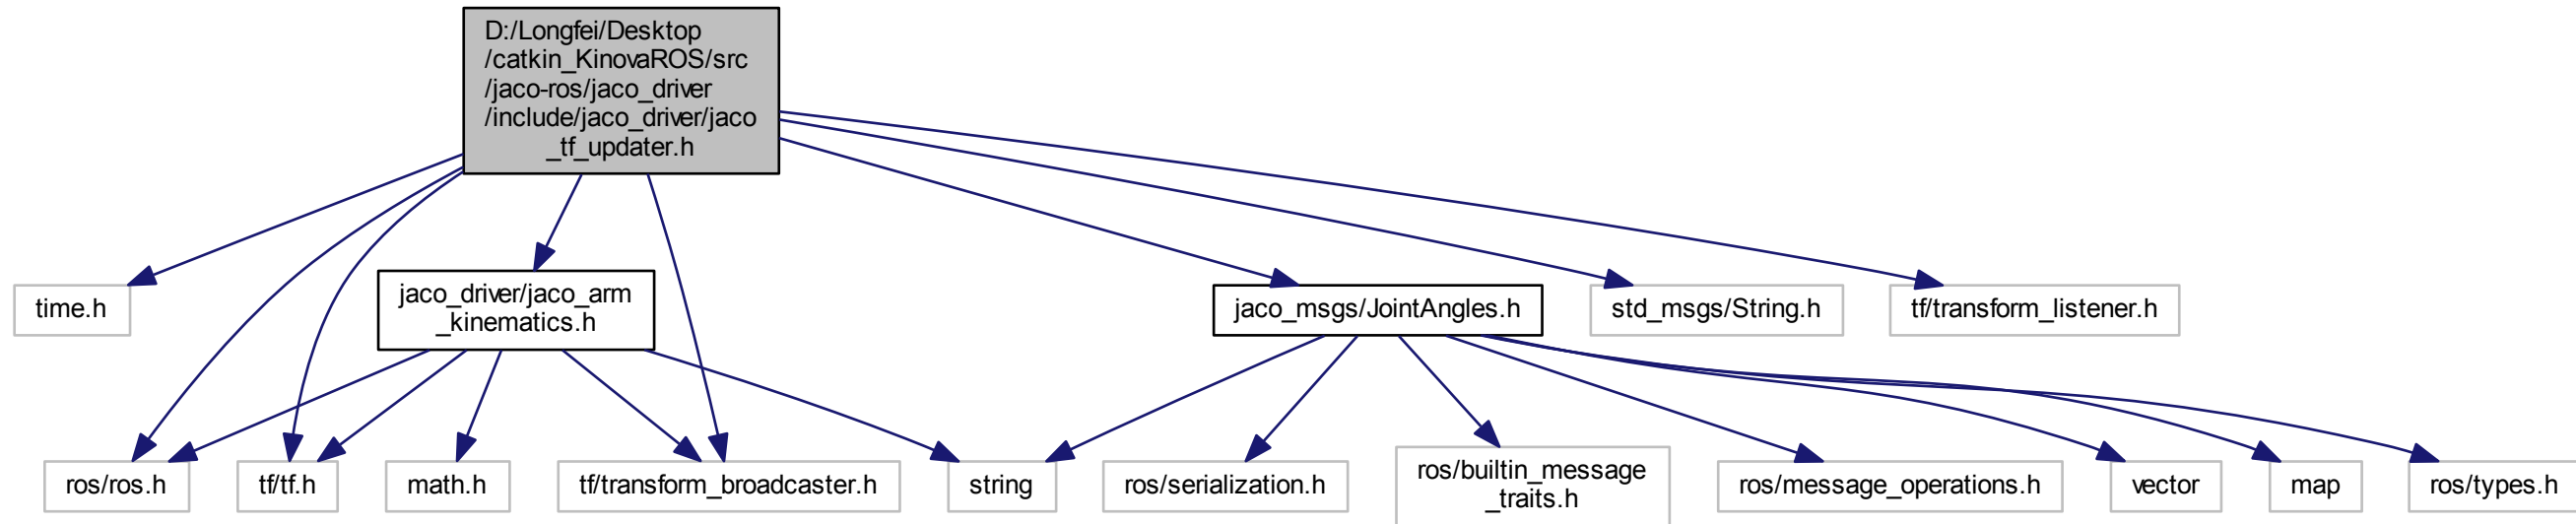 D:/Longfei/Desktop
/catkin_KinovaROS/src
/jaco-ros/jaco_driver
/include/jaco_driver/jaco
_tf_updater.h
time.h
jaco_driver/jaco_arm
_kinematics.h
jaco_msgs/JointAngles.h
std_msgs/String.h
tf/transform_listener.h
ros/ros.h
tf/tf.h
math.h
tf/transform_broadcaster.h
string
ros/serialization.h
ros/builtin_message
_traits.h
ros/message_operations.h
vector
map
ros/types.h